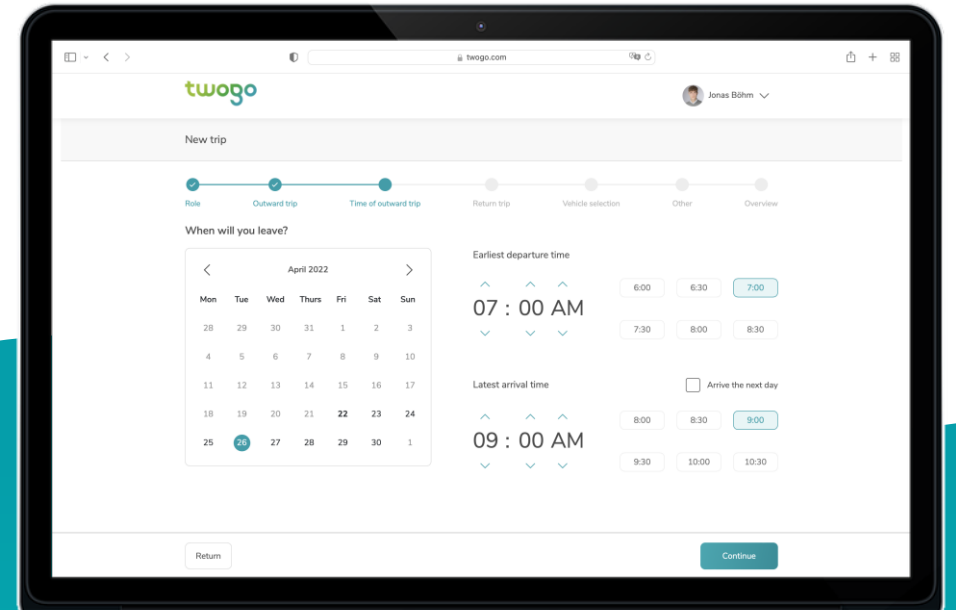 twogo.com
twogo
Jonas Böhm
New trip
Role Outward trip Time of outward trip Return trip Vehicle selection Other Overview
When will you leave?
April 2022
Mon Tue Wed Thurs Fri Sat Sun
28 29 30 31 1 2 3
4 5 6 7 8 9 10
11 12 13 14 15 16 17
18 19 20 21 22 23 24
25 26 27 28 29 30 1
Earliest departure time
07 : 00 AM
6:00 6:30 7:00
7:30 8:00 8:30
Latest arrival time
Arrive the next day
09 : 00 AM
8:00 8:30 9:00
9:30 10:00 10:30
Return
Continue